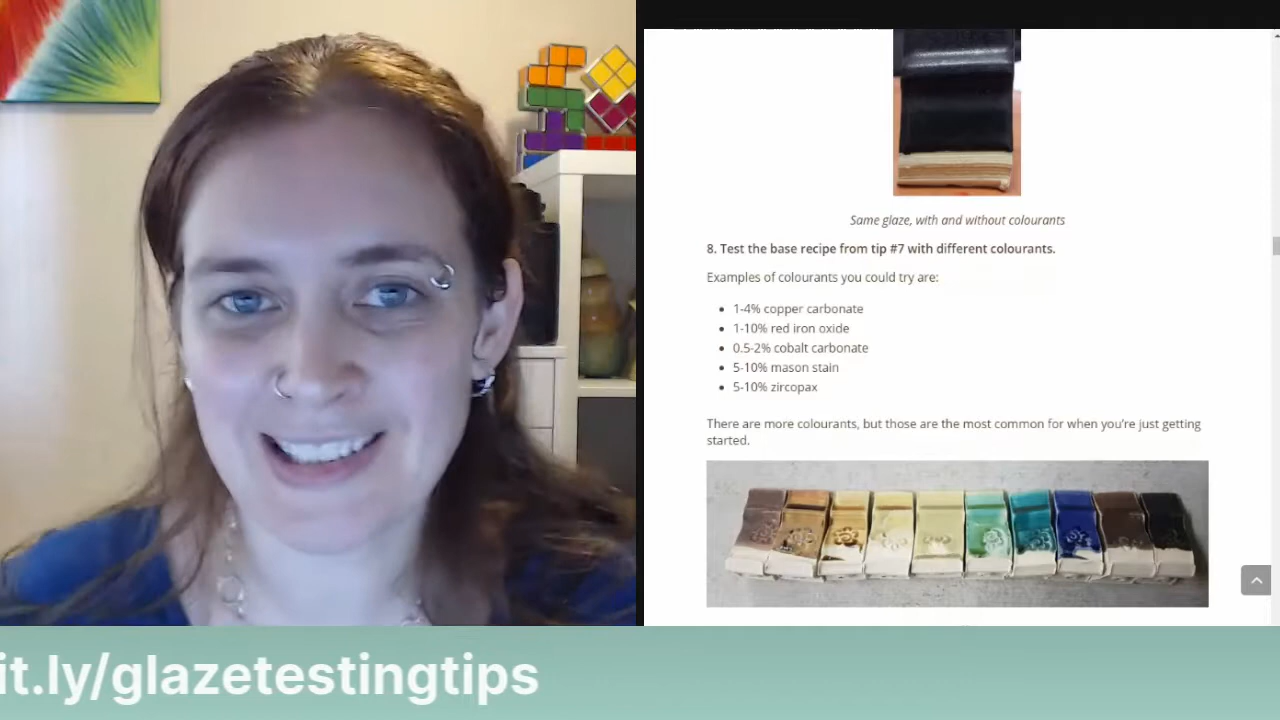 Same glaze, with and without colourants
8. Test the base recipe from tip #7 with different colourants.
Examples of colourants you could try are:
1-4% copper carbonate
1-10% red iron oxide
0.5-2% cobalt carbonate
5-10% mason stain
5-10% zircopax
There are more colourants, but those are the most common for when you're just getting
started.
it.ly/glazetestingtips